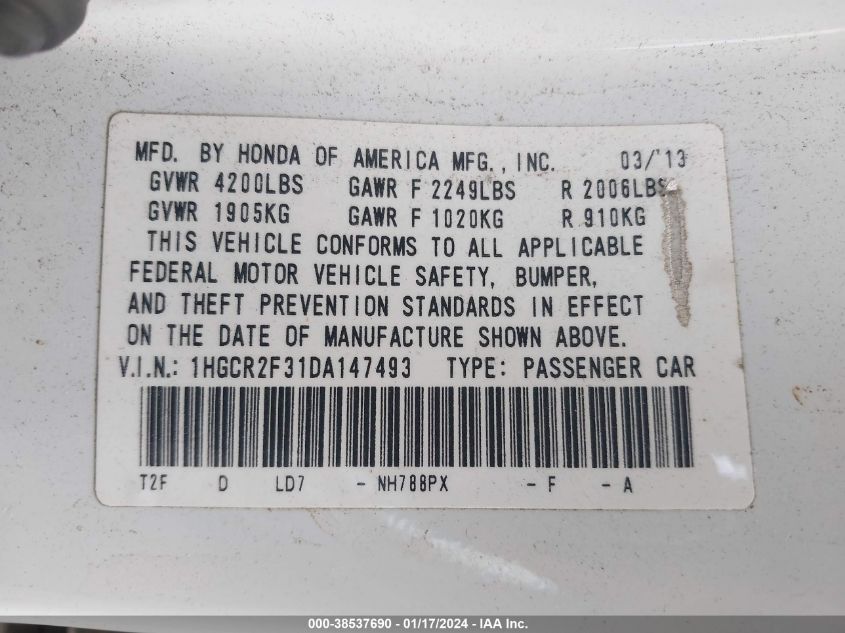 MFD. BY HONDA OF AMERICA MFG., INC. 03/'13
GVWR 4200LBS GAWR F 2249LBS R 2006LBS
GVWR 1905KG GAWR F 1020KG R 910KG
THIS VEHICLE CONFORMS TO ALL APPLICABLE
FEDERAL MOTOR VEHICLE SAFETY, BUMPER,
AND THEFT PREVENTION STANDARDS IN EFFECT
ON THE DATE OF MANUFACTURE SHOWN ABOVE.
V.I.N.: 1HGCR2F31DA147493 TYPE: PASSENGER CAR
T2F D LD7 - NH788PX - F - A
000-38537690 - 01/17/2024 - IAA Inc.